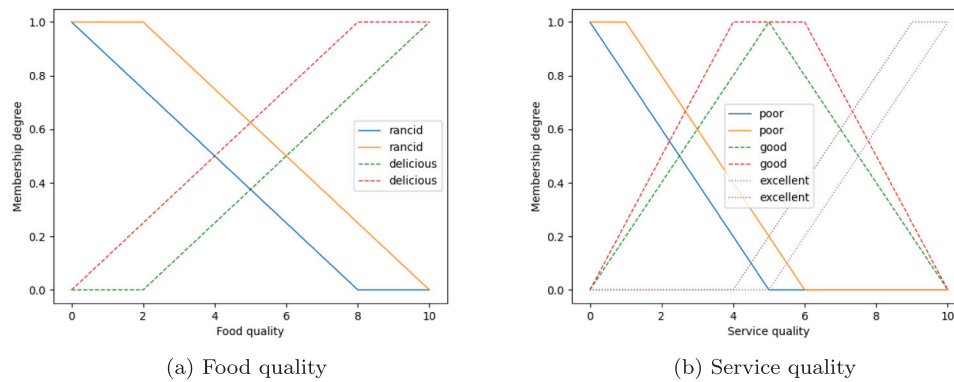 1.0
0.8
0.6
0.4
0.2
0.0
Membership degree
rancid
rancid
delicious
delicious
0 2 4 6 8 10
Food quality
(a) Food quality
1.0
0.8
0.6
0.4
0.2
0.0
Membership degree
poor
poor
good
good
excellent
excellent
0 2 4 6 8 10
Service quality
(b) Service quality